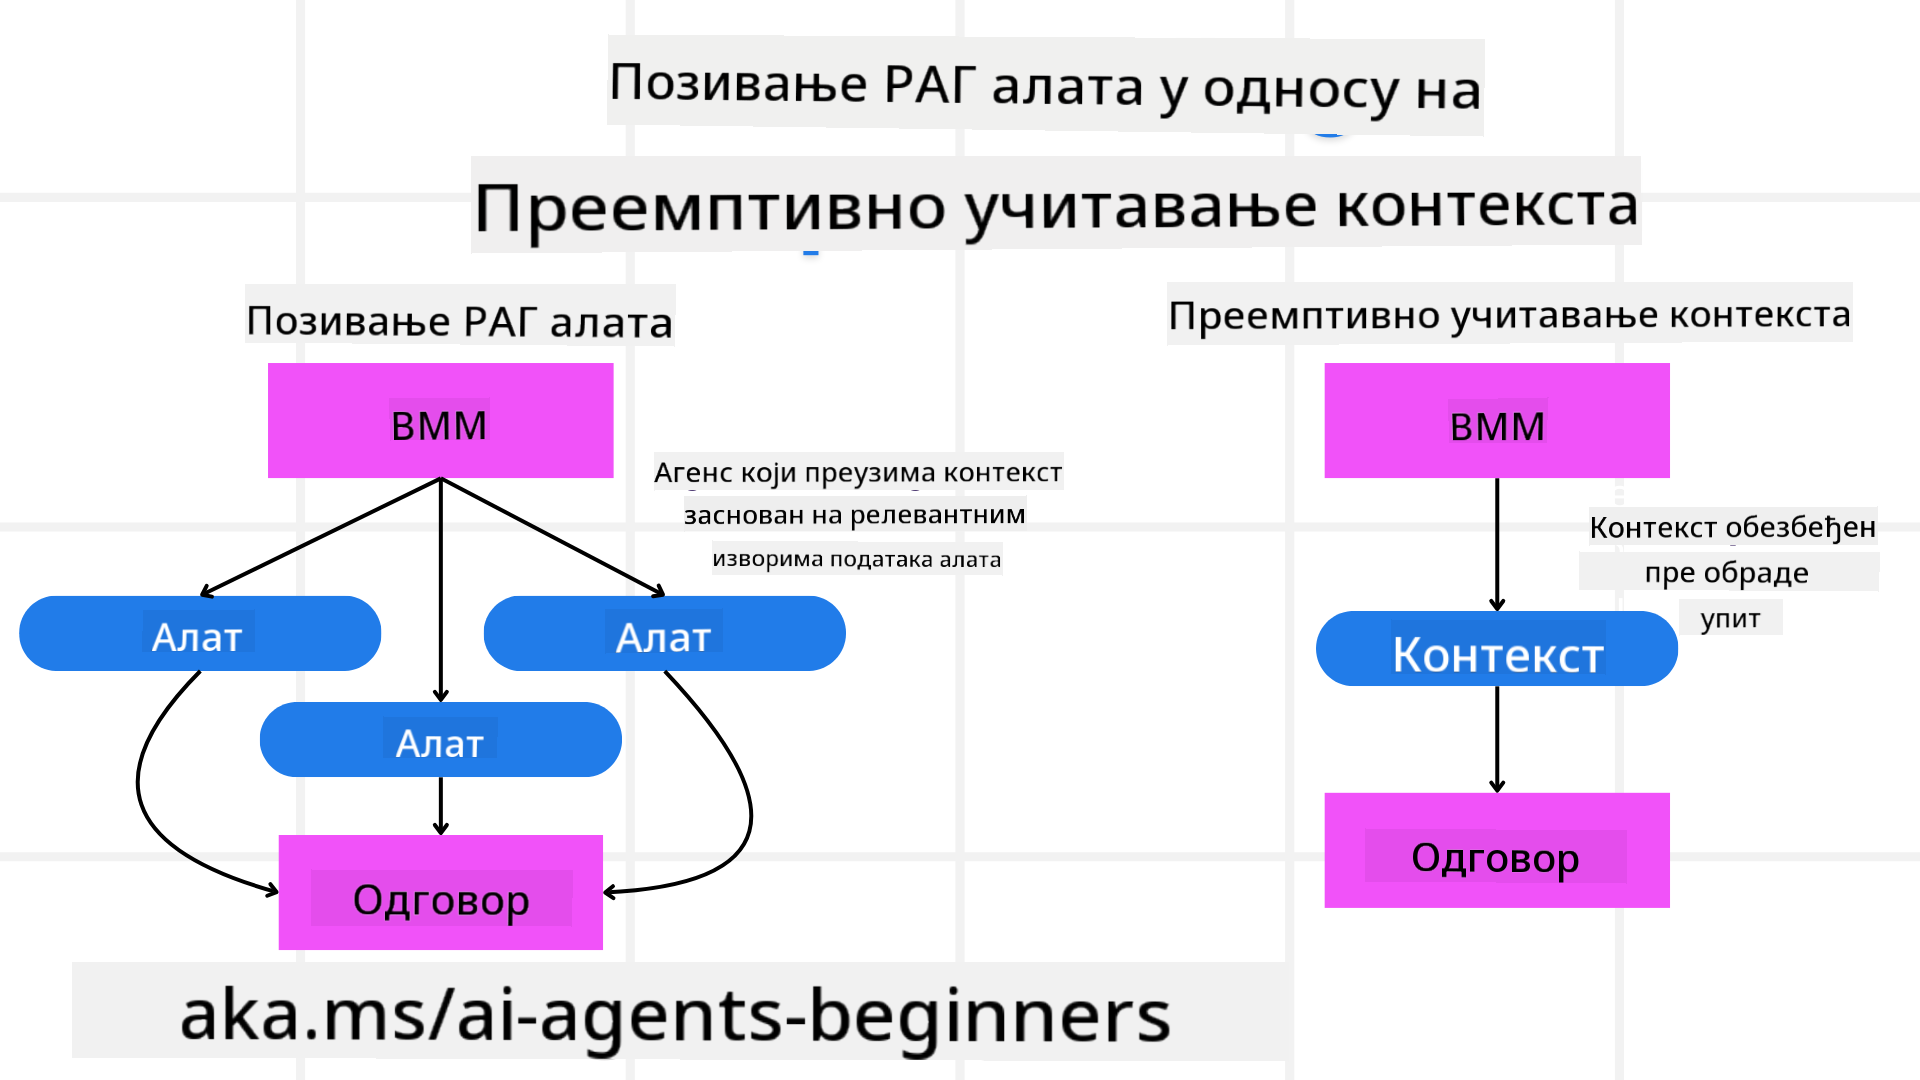 Позивање РАГ алата у односу на
Преемптивно учитавање контекста
Позивање РАГ алата
ВММ
Агенс који преузима контекст
заснован на релевантним
изворима података алата
Алат
Алат
Алат
Одговор
Преемптивно учитавање контекста
ВММ
Контекст обезбеђен
пре обраде
упит
Контекст
Одговор
aka.ms/ai-agents-beginners